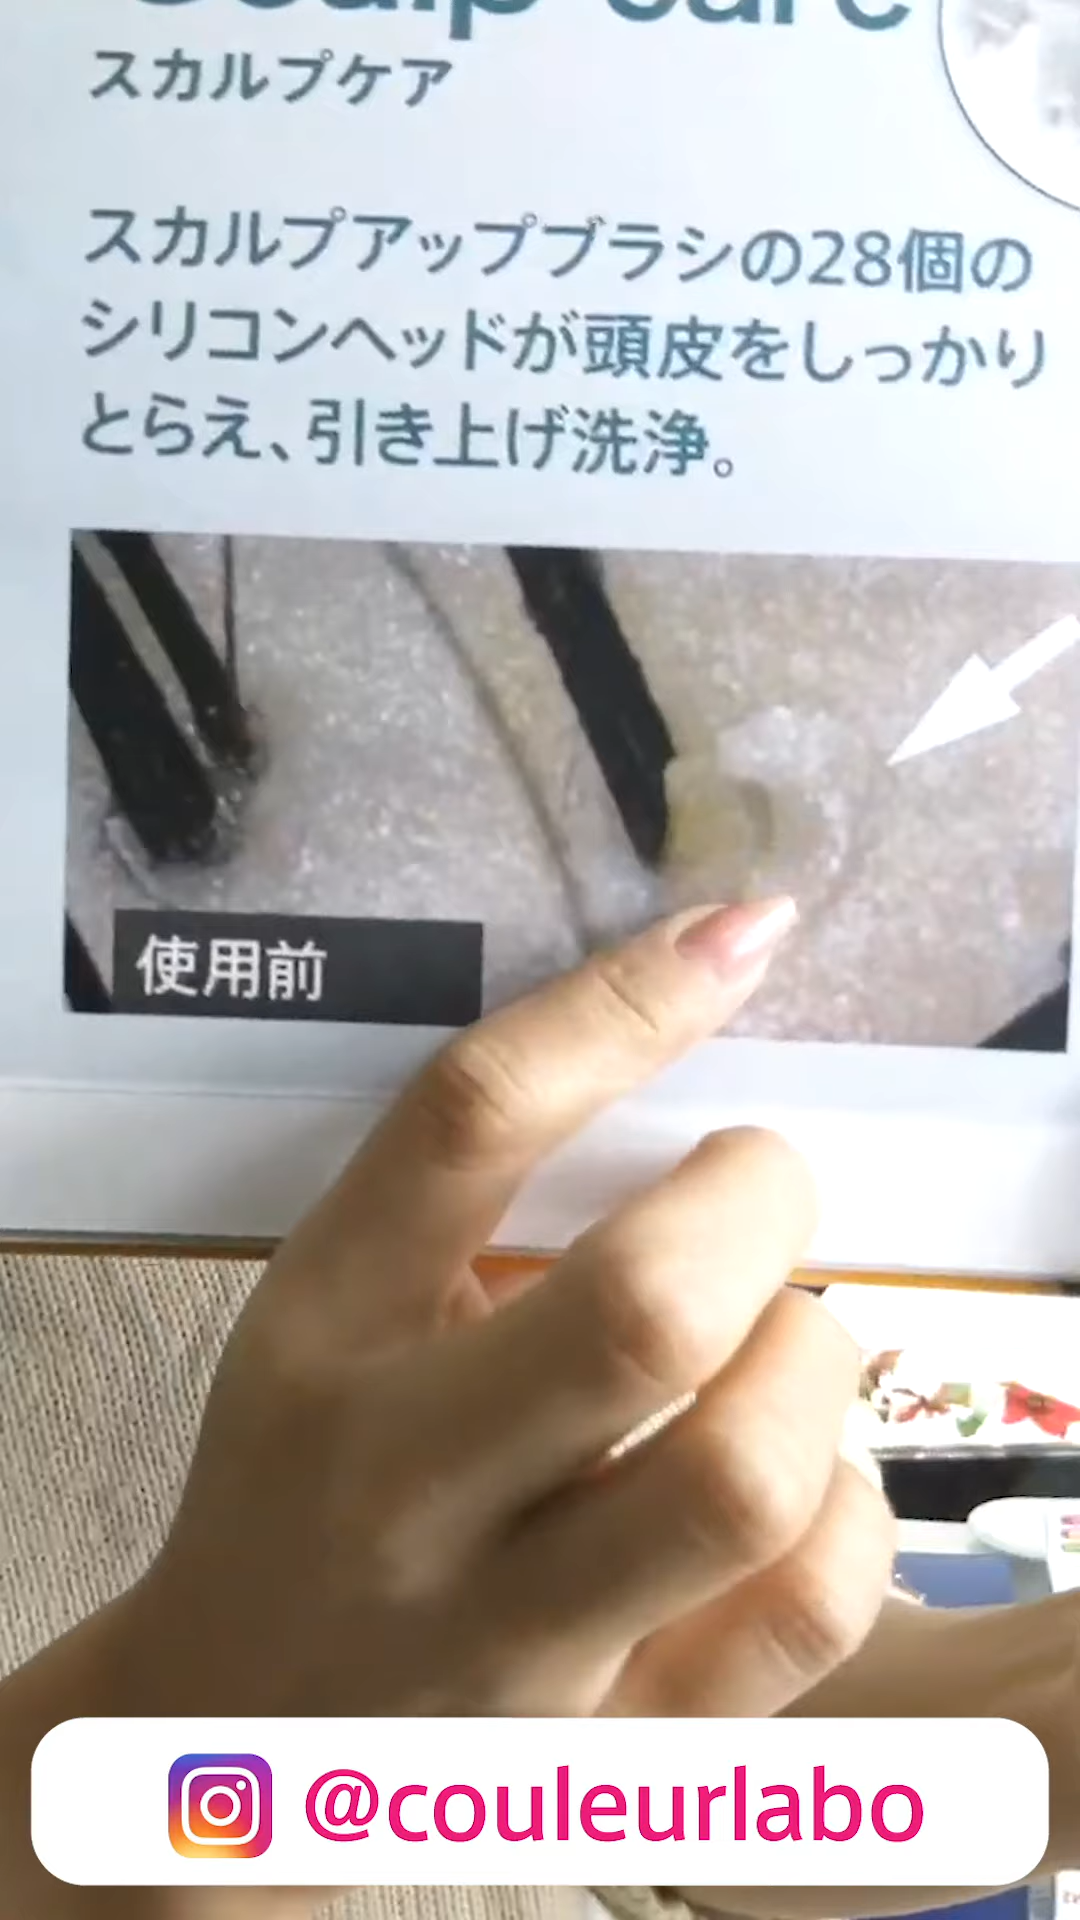 Scalp care
スカルプケア
スカルプアップブラシの28個の
シリコンヘッドが頭皮をしっかり
とらえ、引き上げ洗浄。
使用前
@couleurlabo